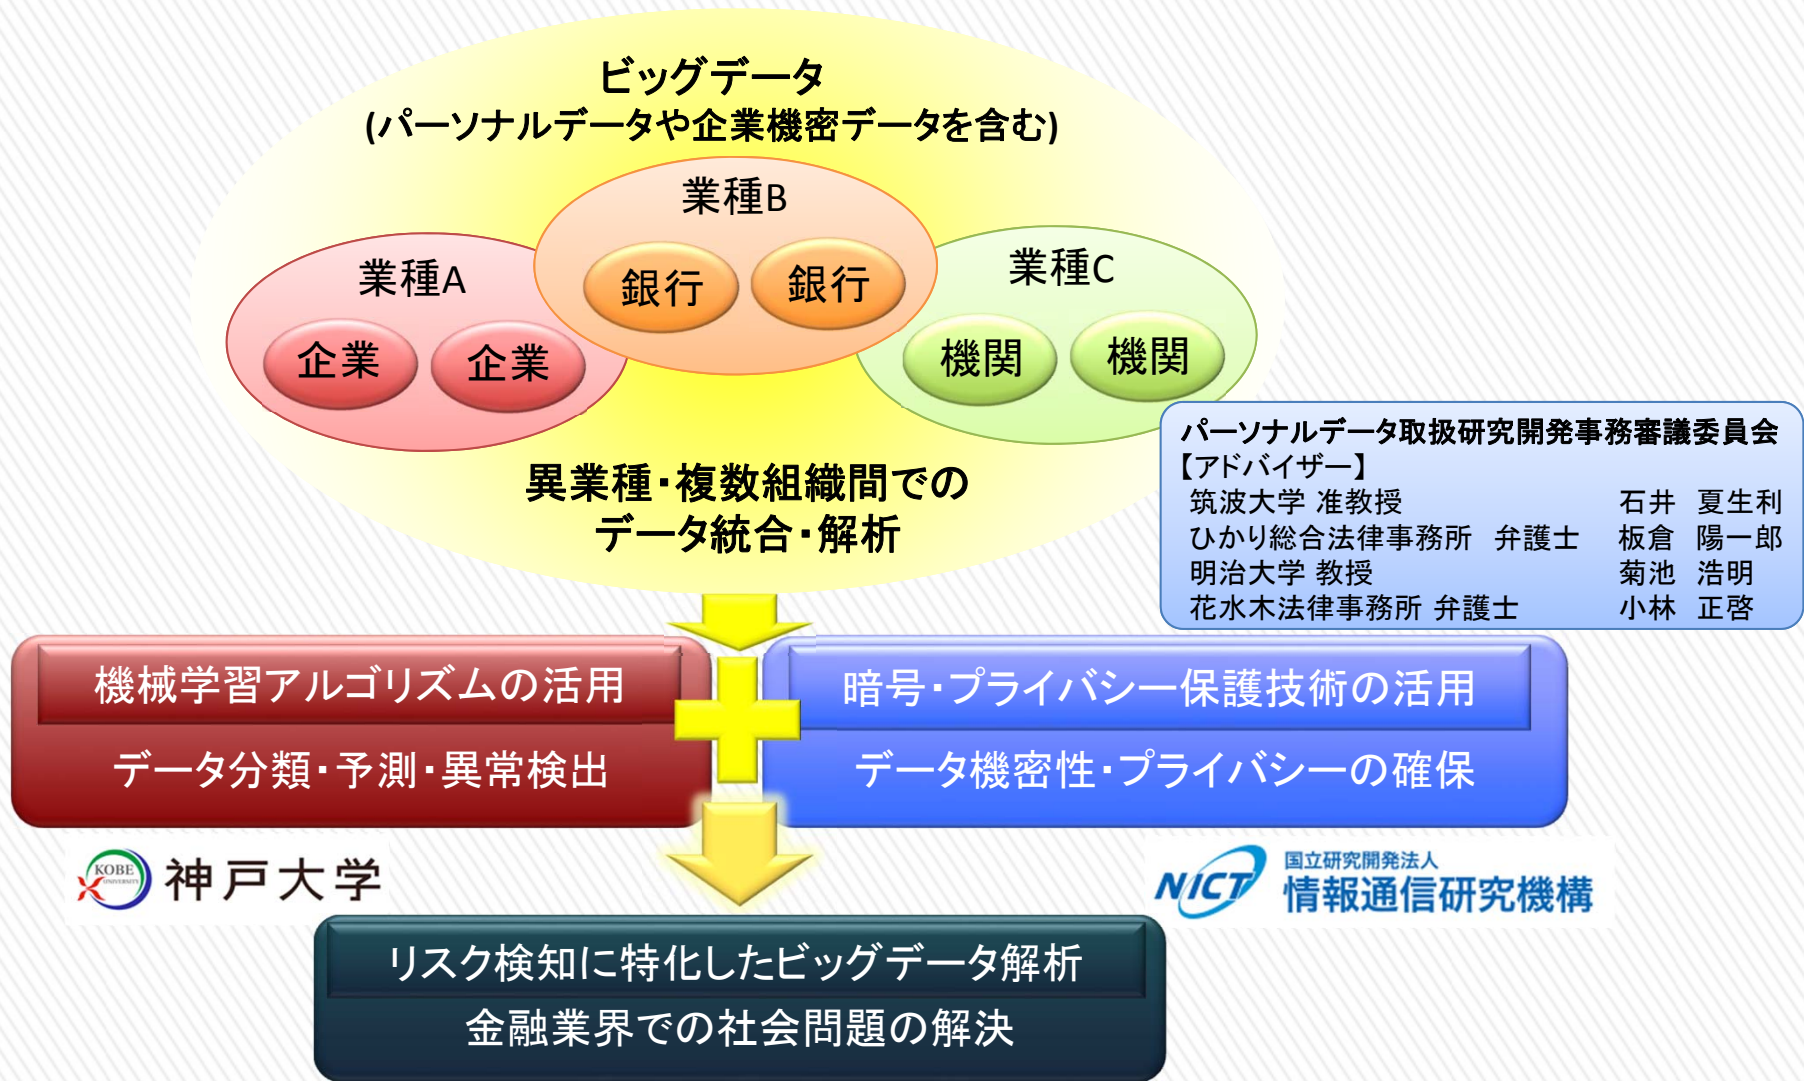 ビッグデータ
(パーソナルデータや企業機密データを含む)
業種B
銀行 銀行
業種A
企業 企業
業種C
機関 機関
異業種・複数組織間での
データ統合・解析
パーソナルデータ取扱研究開発事務審議委員会
【アドバイザー】
筑波大学 准教授 石井 夏生利
ひかり総合法律事務所 弁護士 板倉 陽一郎
明治大学 教授 菊池 浩明
花水木法律事務所 弁護士 小林 正啓
機械学習アルゴリズムの活用
データ分類・予測・異常検出
暗号・プライバシー保護技術の活用
データ機密性・プライバシーの確保
KOBE
UNIVERSITY
神戸大学
NICT
国立研究開発法人
情報通信研究機構
リスク検知に特化したビッグデータ解析
金融業界での社会問題の解決